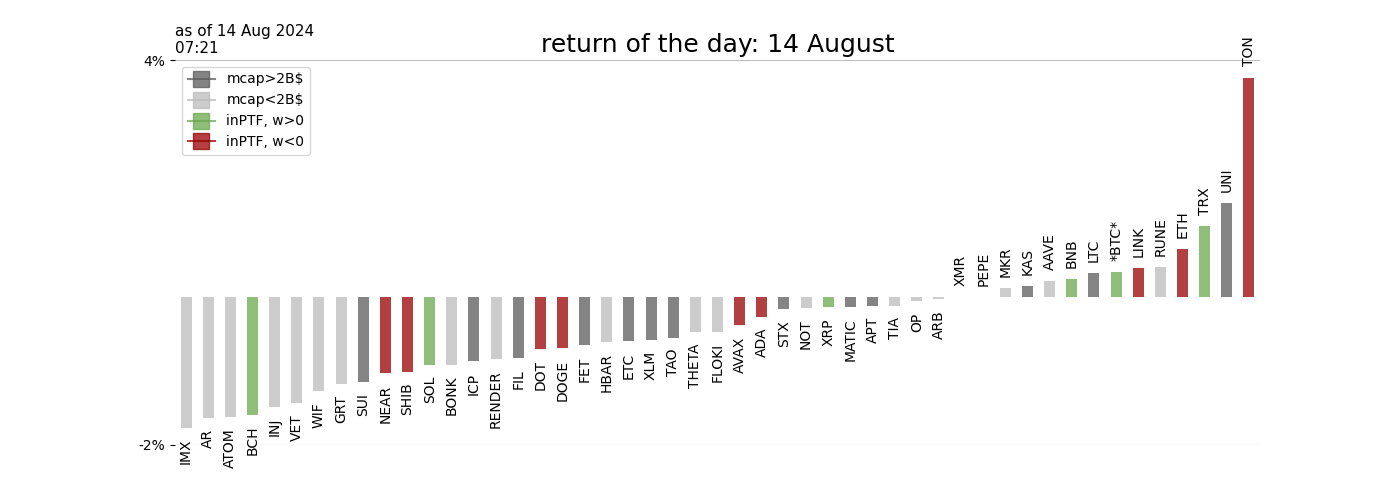 as of 14 Aug 2024
07:21
return of the day: 14 August
4%
mcap>2B$
mcap<2B$
inPTF, w>0
inPTF, w<0
-2%
IMX
AR
ATOM
BCH
INJ
VET
WIF
GRT
SUI
NEAR
SHIB
SOL
BONK
ICP
RENDER
FIL
DOT
DOGE
FET
HBAR
ETC
XLM
TAO
THETA
FLOKI
AVAX
ADA
STX
NOT
XRP
MATIC
APT
TIA
OP
ARB
XMR
PEPE
MKR
KAS
AAVE
BNB
LTC
*BTC*
LINK
RUNE
ETH
TRX
UNI
TON